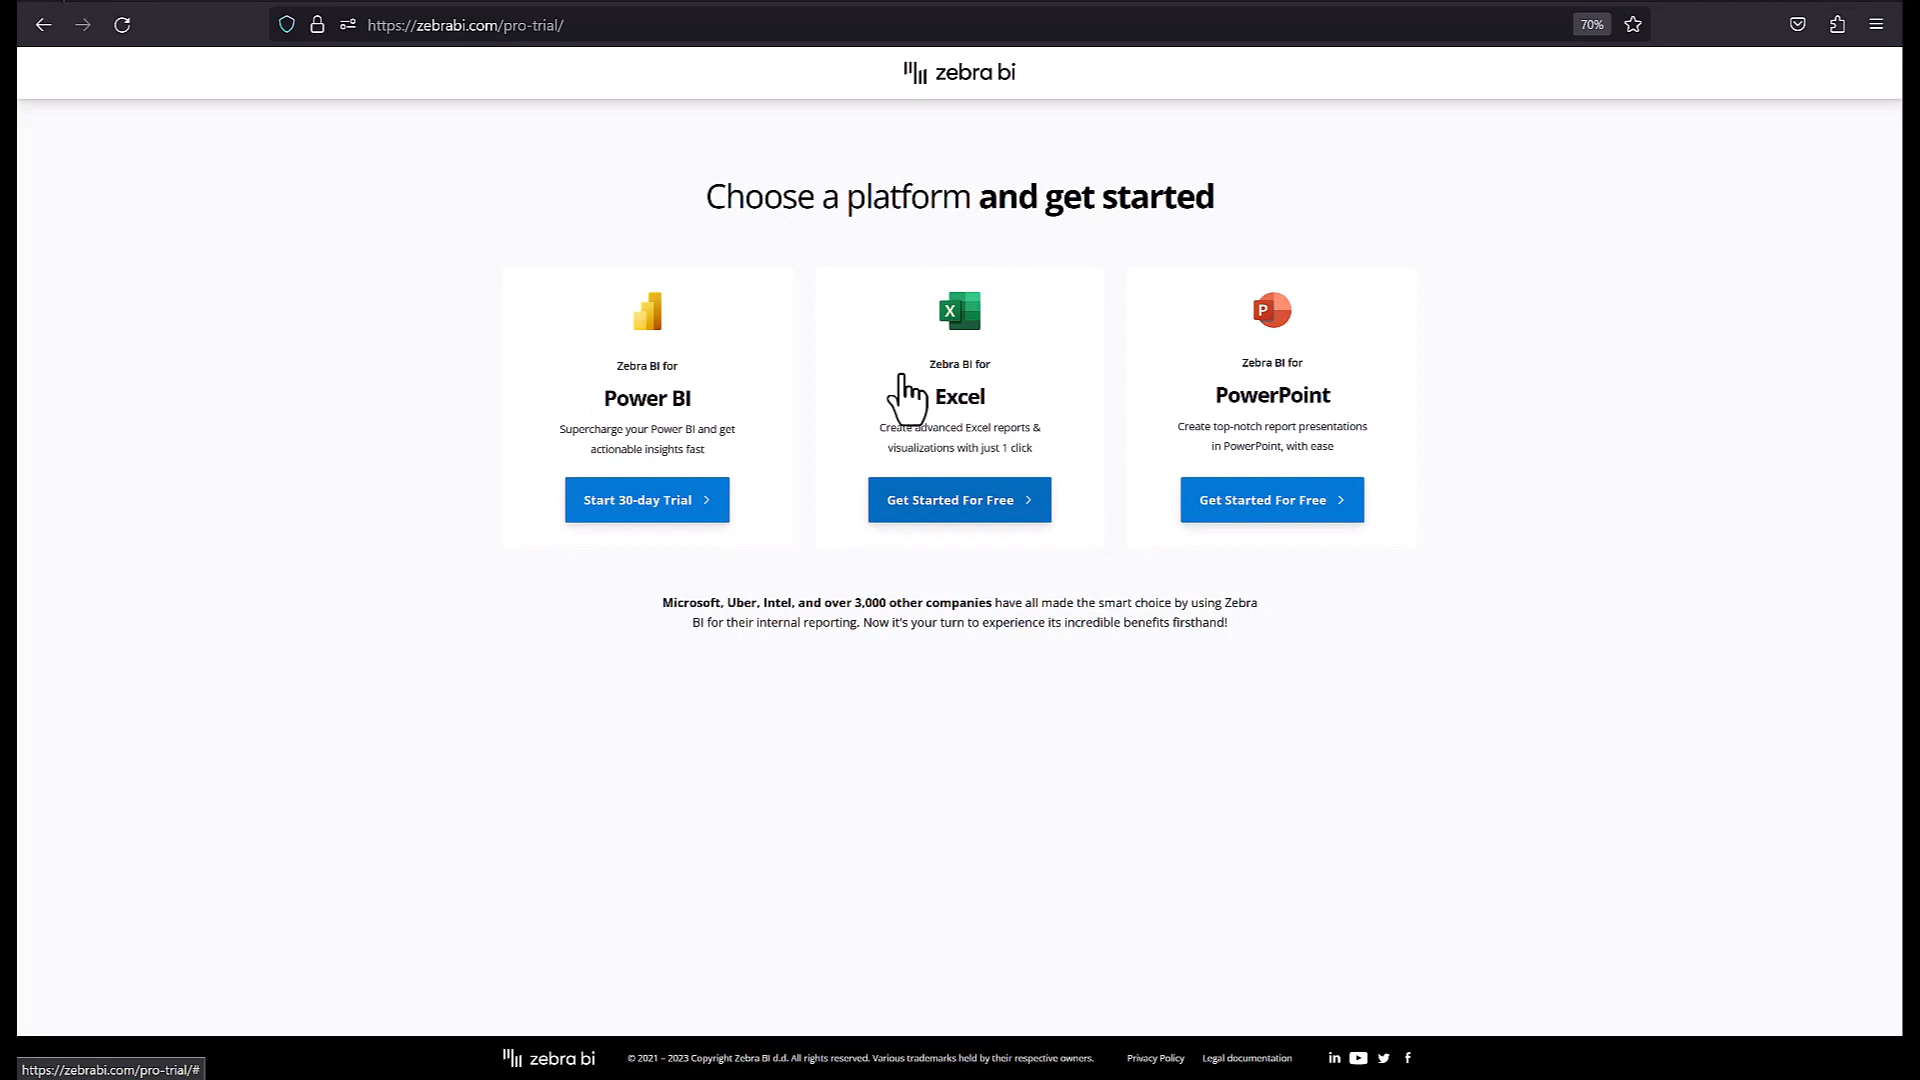 https://zebrabi.com/pro-trial/
70%
zebra bi
Choose a platform and get started
Zebra BI for
Power BI
Supercharge your Power BI and get
actionable insights fast
Start 30-day Trial
X
Zebra BI for
Excel
Create advanced Excel reports &
visualizations with just 1 click
Get Started For Free
P
Zebra BI for
PowerPoint
Create top-notch report presentations
in PowerPoint, with ease
Get Started For Free
Microsoft, Uber, Intel, and over 3,000 other companies have all made the smart choice by using Zebra
BI for their internal reporting. Now it's your turn to experience its incredible benefits firsthand!
zebra bi
© 2021 – 2023 Copyright Zebra BI d.d. All rights reserved. Various trademarks held by their respective owners.
Privacy Policy
Legal documentation
in
f
https://zebrabi.com/pro-trial/#